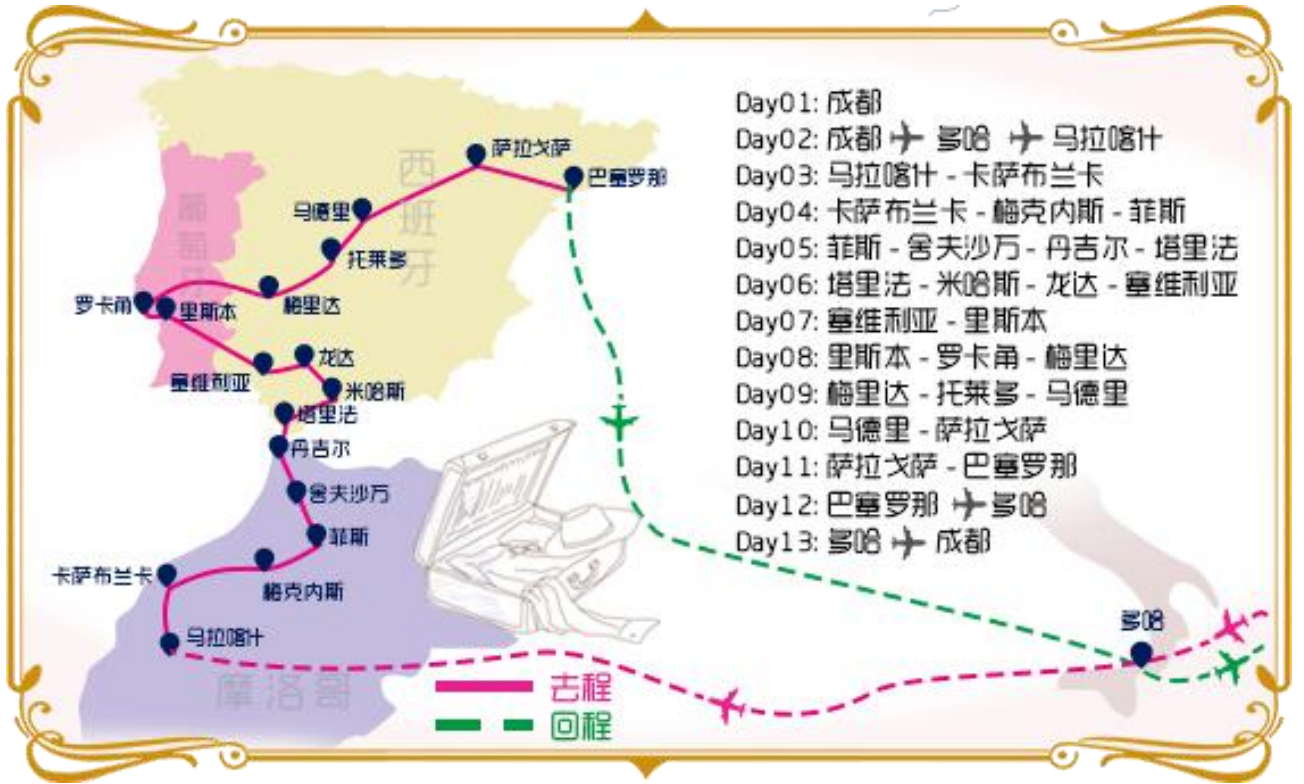 Day01: 成都
Day02: 成都 多哈 马拉喀什
Day03: 马拉喀什 - 卡萨布兰卡
Day04: 卡萨布兰卡 - 梅克内斯 - 菲斯
Day05: 菲斯 - 舍夫沙万 - 丹吉尔 - 塔里法
Day06: 塔里法 - 米哈斯 - 龙达 - 塞维利亚
Day07: 塞维利亚 - 里斯本
Day08: 里斯本 - 罗卡角 - 梅里达
Day09: 梅里达 - 托莱多 - 马德里
Day10: 马德里 - 萨拉戈萨
Day11: 萨拉戈萨 - 巴塞罗那
Day12: 巴塞罗那 多哈
Day13: 多哈 成都
西班牙
葡萄牙
摩洛哥
萨拉戈萨
巴塞罗那
马德里
托莱多
梅里达
罗卡角
里斯本
龙达
塞维利亚
米哈斯
塔里法
丹吉尔
舍夫沙万
菲斯
梅克内斯
卡萨布兰卡
马拉喀什
多哈
去程
回程